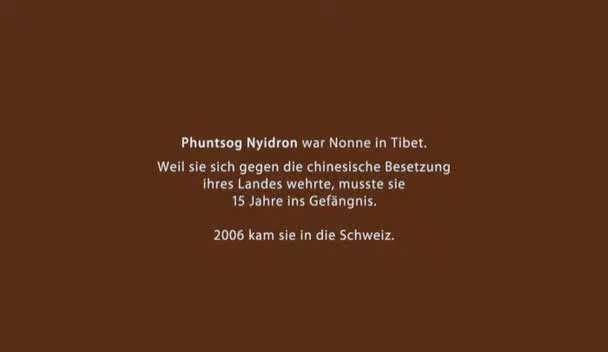 Phuntsog Nyidron war Nonne in Tibet.
Weil sie sich gegen die chinesische Besetzung
ihres Landes wehrte, musste sie
15 Jahre ins Gefängnis.
2006 kam sie in die Schweiz.